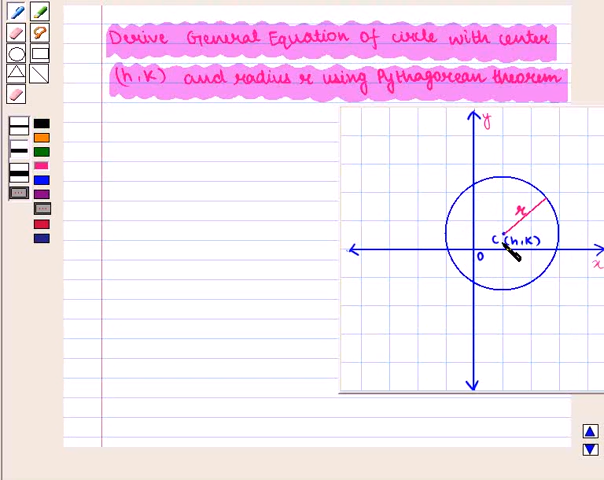 Derive General Equation of circle with center
(h,K) and radius r using Pythagorean theorem
y
r
C (h,K)
O
x